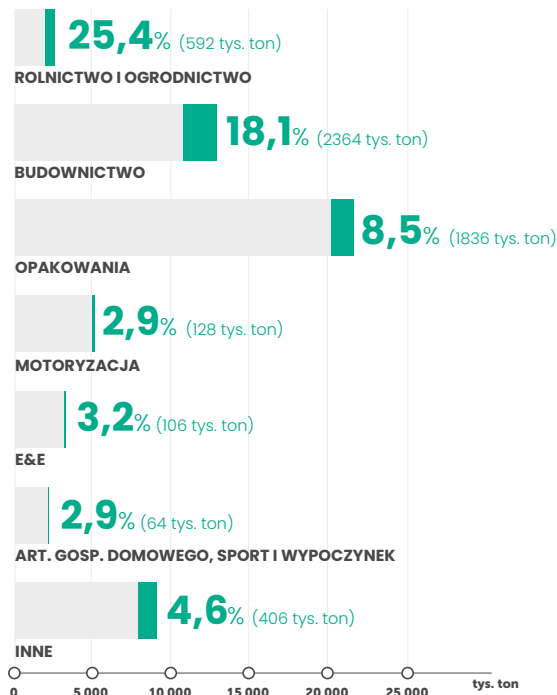 25,4% (592 tys. ton)
ROLNICTWO I OGRODNICTWO
18,1% (2364 tys. ton)
BUDOWNICTWO
8,5% (1836 tys. ton)
OPAKOWANIA
2,9% (128 tys. ton)
MOTORYZACJA
3,2% (106 tys. ton)
E&E
2,9% (64 tys. ton)
ART. GOSP. DOMOWEGO, SPORT I WYPOCZYNEK
4,6% (406 tys. ton)
INNE
0 5 000 10 000 15 000 20 000 25 000 tys. ton